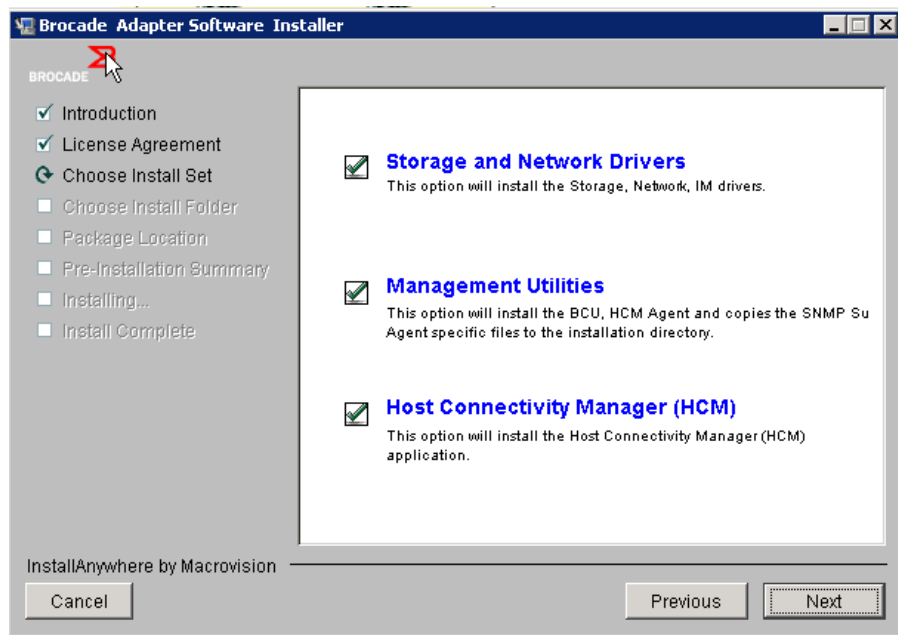 Brocade Adapter Software Installer
BROCADE
Introduction
License Agreement
Choose Install Set
Choose Install Folder
Package Location
Pre-Installation Summary
Installing...
Install Complete
Storage and Network Drivers
This option will install the Storage, Network, IM drivers.
Management Utilities
This option will install the BCU, HCM Agent and copies the SNMP Su
Agent specific files to the installation directory.
Host Connectivity Manager (HCM)
This option will install the Host Connectivity Manager (HCM)
application.
InstallAnywhere by Macrovision
Cancel
Previous
Next